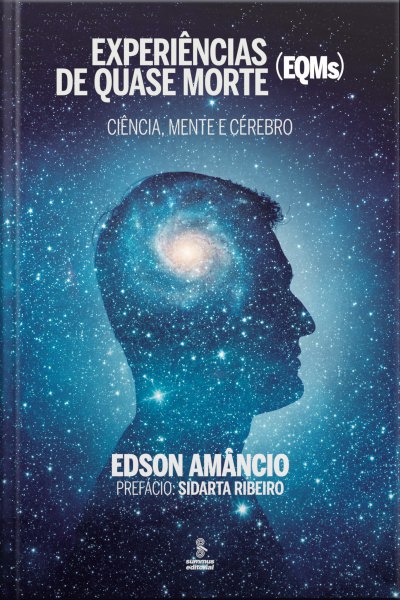 EXPERIÊNCIAS
DE QUASE MORTE (EQMs)
CIÊNCIA, MENTE E CÉREBRO
EDSON AMÂNCIO
PREFÁCIO: SIDARTA RIBEIRO
summus
editorial